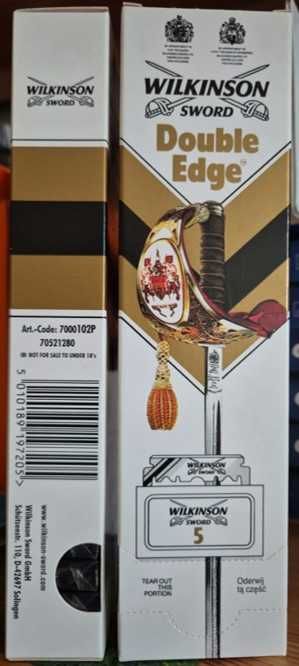 WILKINSON
SWORD
Art.-Code: 7000102P
70521280
NOT FOR SALE TO UNDER 18's
5 010189 197205 >
www.wilkinson-sword.com
Wilkinson Sword GmbH
Schützenstr. 110, D-42697 Solingen
WILKINSON
SWORD
Double
Edge™
WILKINSON
SWORD
WILKINSON
SWORD
5
TEAR OUT
THIS
PORTION
Oderwij
tą część